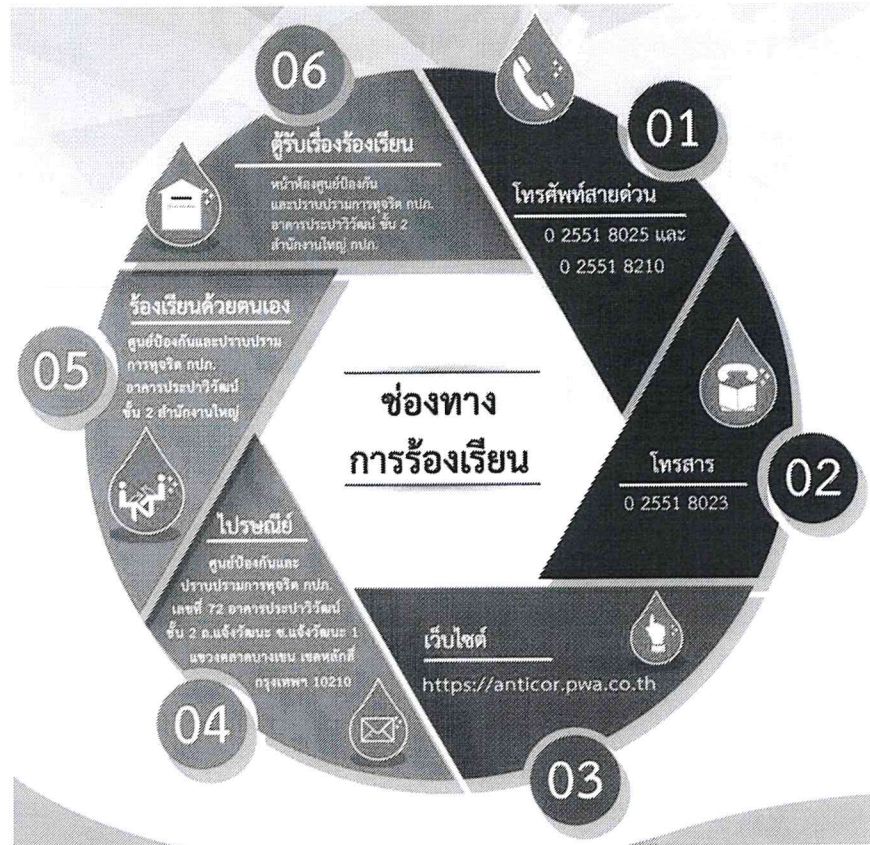 ช่องทาง
การร้องเรียน
01
โทรศัพท์สายด่วน
0 2551 8025 และ
0 2551 8210
02
โทรสาร
0 2551 8023
03
เว็บไซต์
https://anticor.pwa.co.th
04
ไปรษณีย์
ศูนย์ป้องกันและ
ปราบปรามการทุจริต กปภ.
เลขที่ 72 อาคารประปาวิวัฒน์
ชั้น 2 ถ.แจ้งวัฒนะ ซ.แจ้งวัฒนะ 1
แขวงตลาดบางเขน เขตหลักสี่
กรุงเทพฯ 10210
05
ร้องเรียนด้วยตนเอง
ศูนย์ป้องกันและปราบปราม
การทุจริต กปภ.
อาคารประปาวิวัฒน์
ชั้น 2 สำนักงานใหญ่
06
ตู้รับเรื่องร้องเรียน
หน้าห้องศูนย์ป้องกัน
และปราบปรามการทุจริต กปภ.
อาคารประปาวิวัฒน์ ชั้น 2
สำนักงานใหญ่ กปภ.